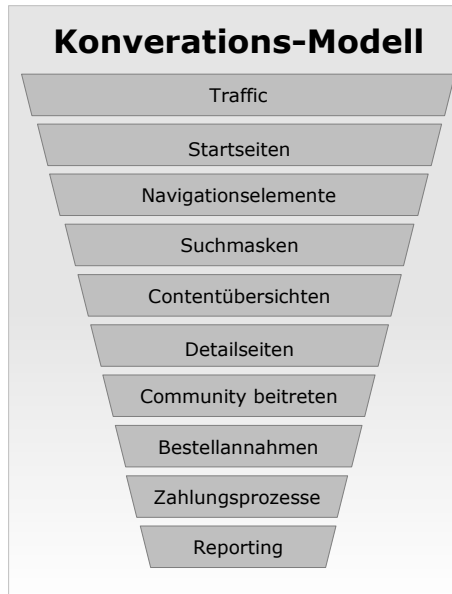 Konverations-Modell
Traffic
Startseiten
Navigationselemente
Suchmasken
Contentübersichten
Detailseiten
Community beitreten
Bestellannahmen
Zahlungsprozesse
Reporting